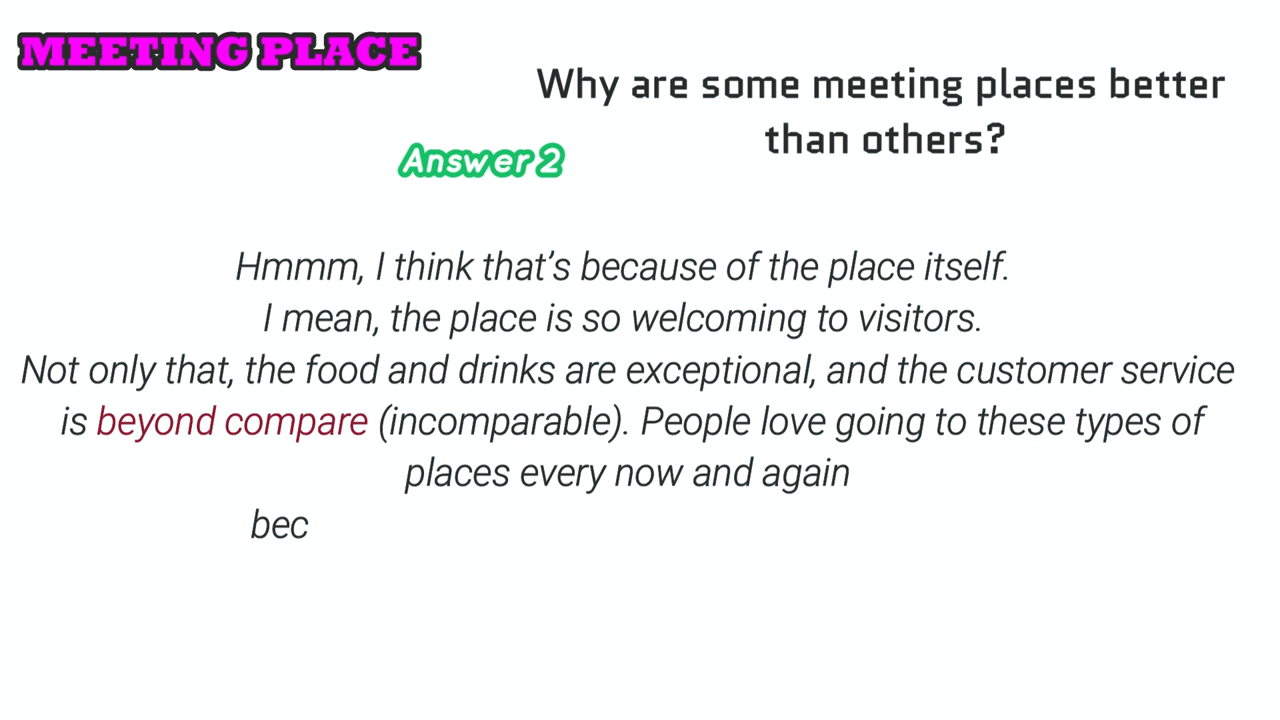 MEETING PLACE
Why are some meeting places better
than others?
Answer 2
Hmmm, I think that's because of the place itself.
I mean, the place is so welcoming to visitors.
Not only that, the food and drinks are exceptional, and the customer service
is beyond compare (incomparable). People love going to these types of
places every now and again
bec